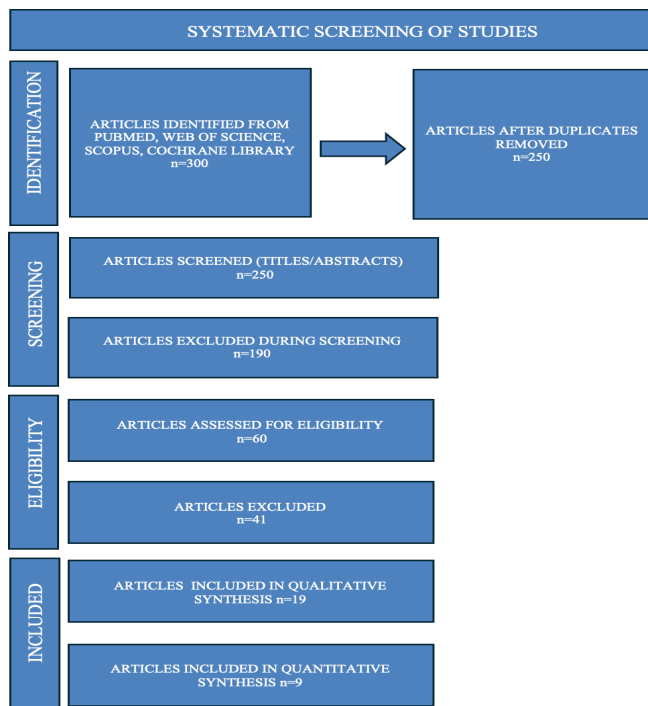 SYSTEMATIC SCREENING OF STUDIES
IDENTIFICATION
ARTICLES IDENTIFIED FROM
PUBMED, WEB OF SCIENCE,
SCOPUS, COCHRANE LIBRARY
n=300
ARTICLES AFTER DUPLICATES
REMOVED
n=250
SCREENING
ARTICLES SCREENED (TITLES/ABSTRACTS)
n=250
ARTICLES EXCLUDED DURING SCREENING
n=190
ELIGIBILITY
ARTICLES ASSESSED FOR ELIGIBILITY
n=60
ARTICLES EXCLUDED
n=41
INCLUDED
ARTICLES INCLUDED IN QUALITATIVE
SYNTHESIS n=19
ARTICLES INCLUDED IN QUANTITATIVE
SYNTHESIS n=9